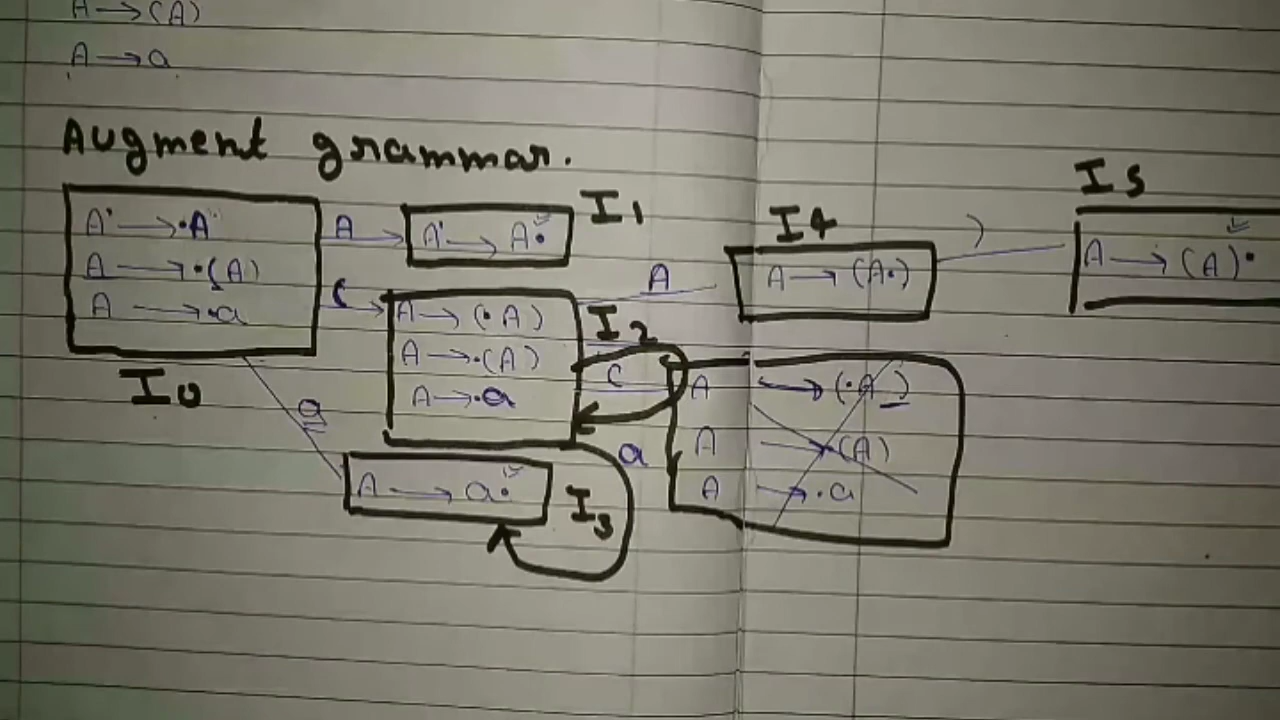 A → (A)
A → a
Augment grammar.
A' → •A
A → •(A)
A → •a
I0
A
(
a
A' → A•
I1
A → (•A)
A → •(A)
A → •a
I2
A → a•
I3
A
(
a
A → (A•)
I4
)
A → (•A)
A → (A)
A → •a
I5
A → (A)•